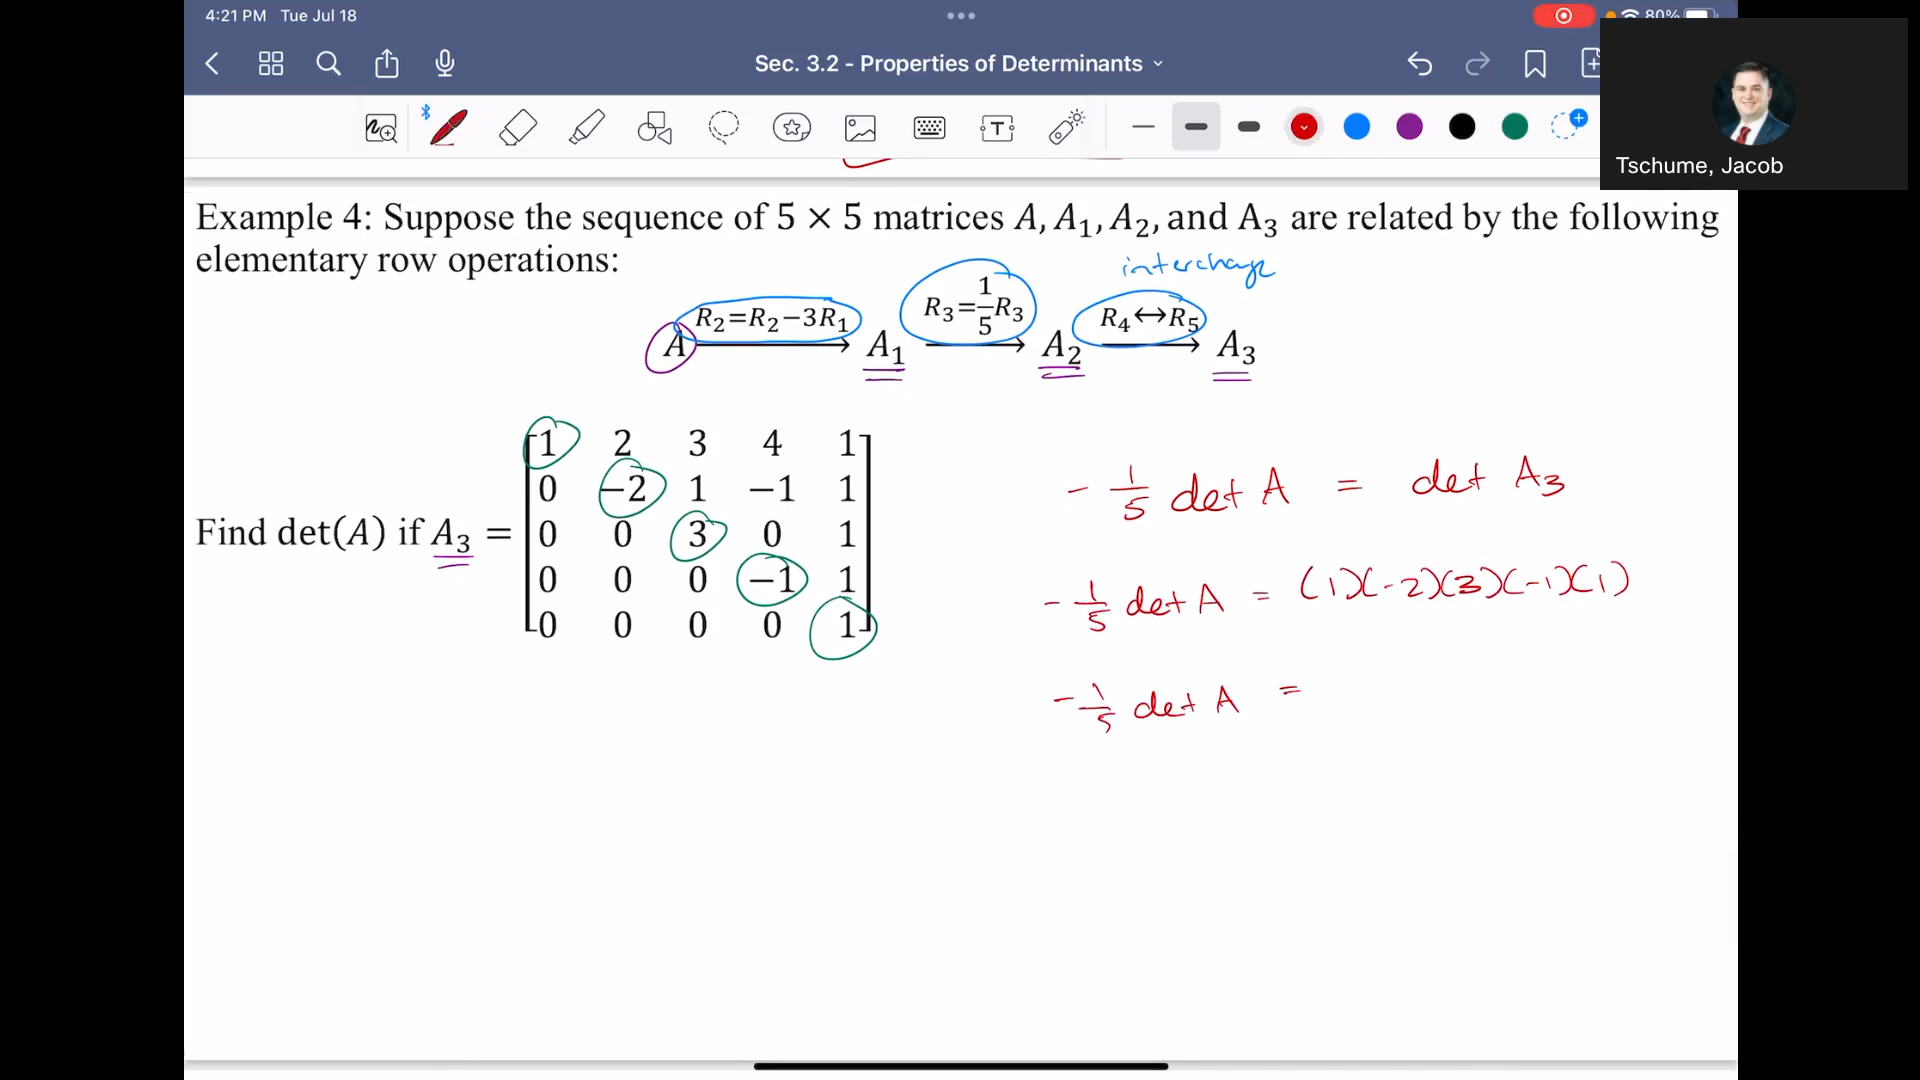 4:21 PM Tue Jul 18
80%
Sec. 3.2 - Properties of Determinants
T
Tschume, Jacob
Example 4: Suppose the sequence of 5 × 5 matrices A, A₁, A₂, and A₃ are related by the following
elementary row operations:
interchange
A R₂=R₂−3R₁ A₁ R₃=1/5R₃ A₂ R₄↔R₅ A₃
Find det(A) if A₃ =
1 2 3 4 1
0 −2 1 −1 1
0 0 3 0 1
0 0 0 −1 1
0 0 0 0 1
- 1/5 det A = det A₃
- 1/5 det A = (1)(-2)(3)(-1)(1)
- 1/5 det A =